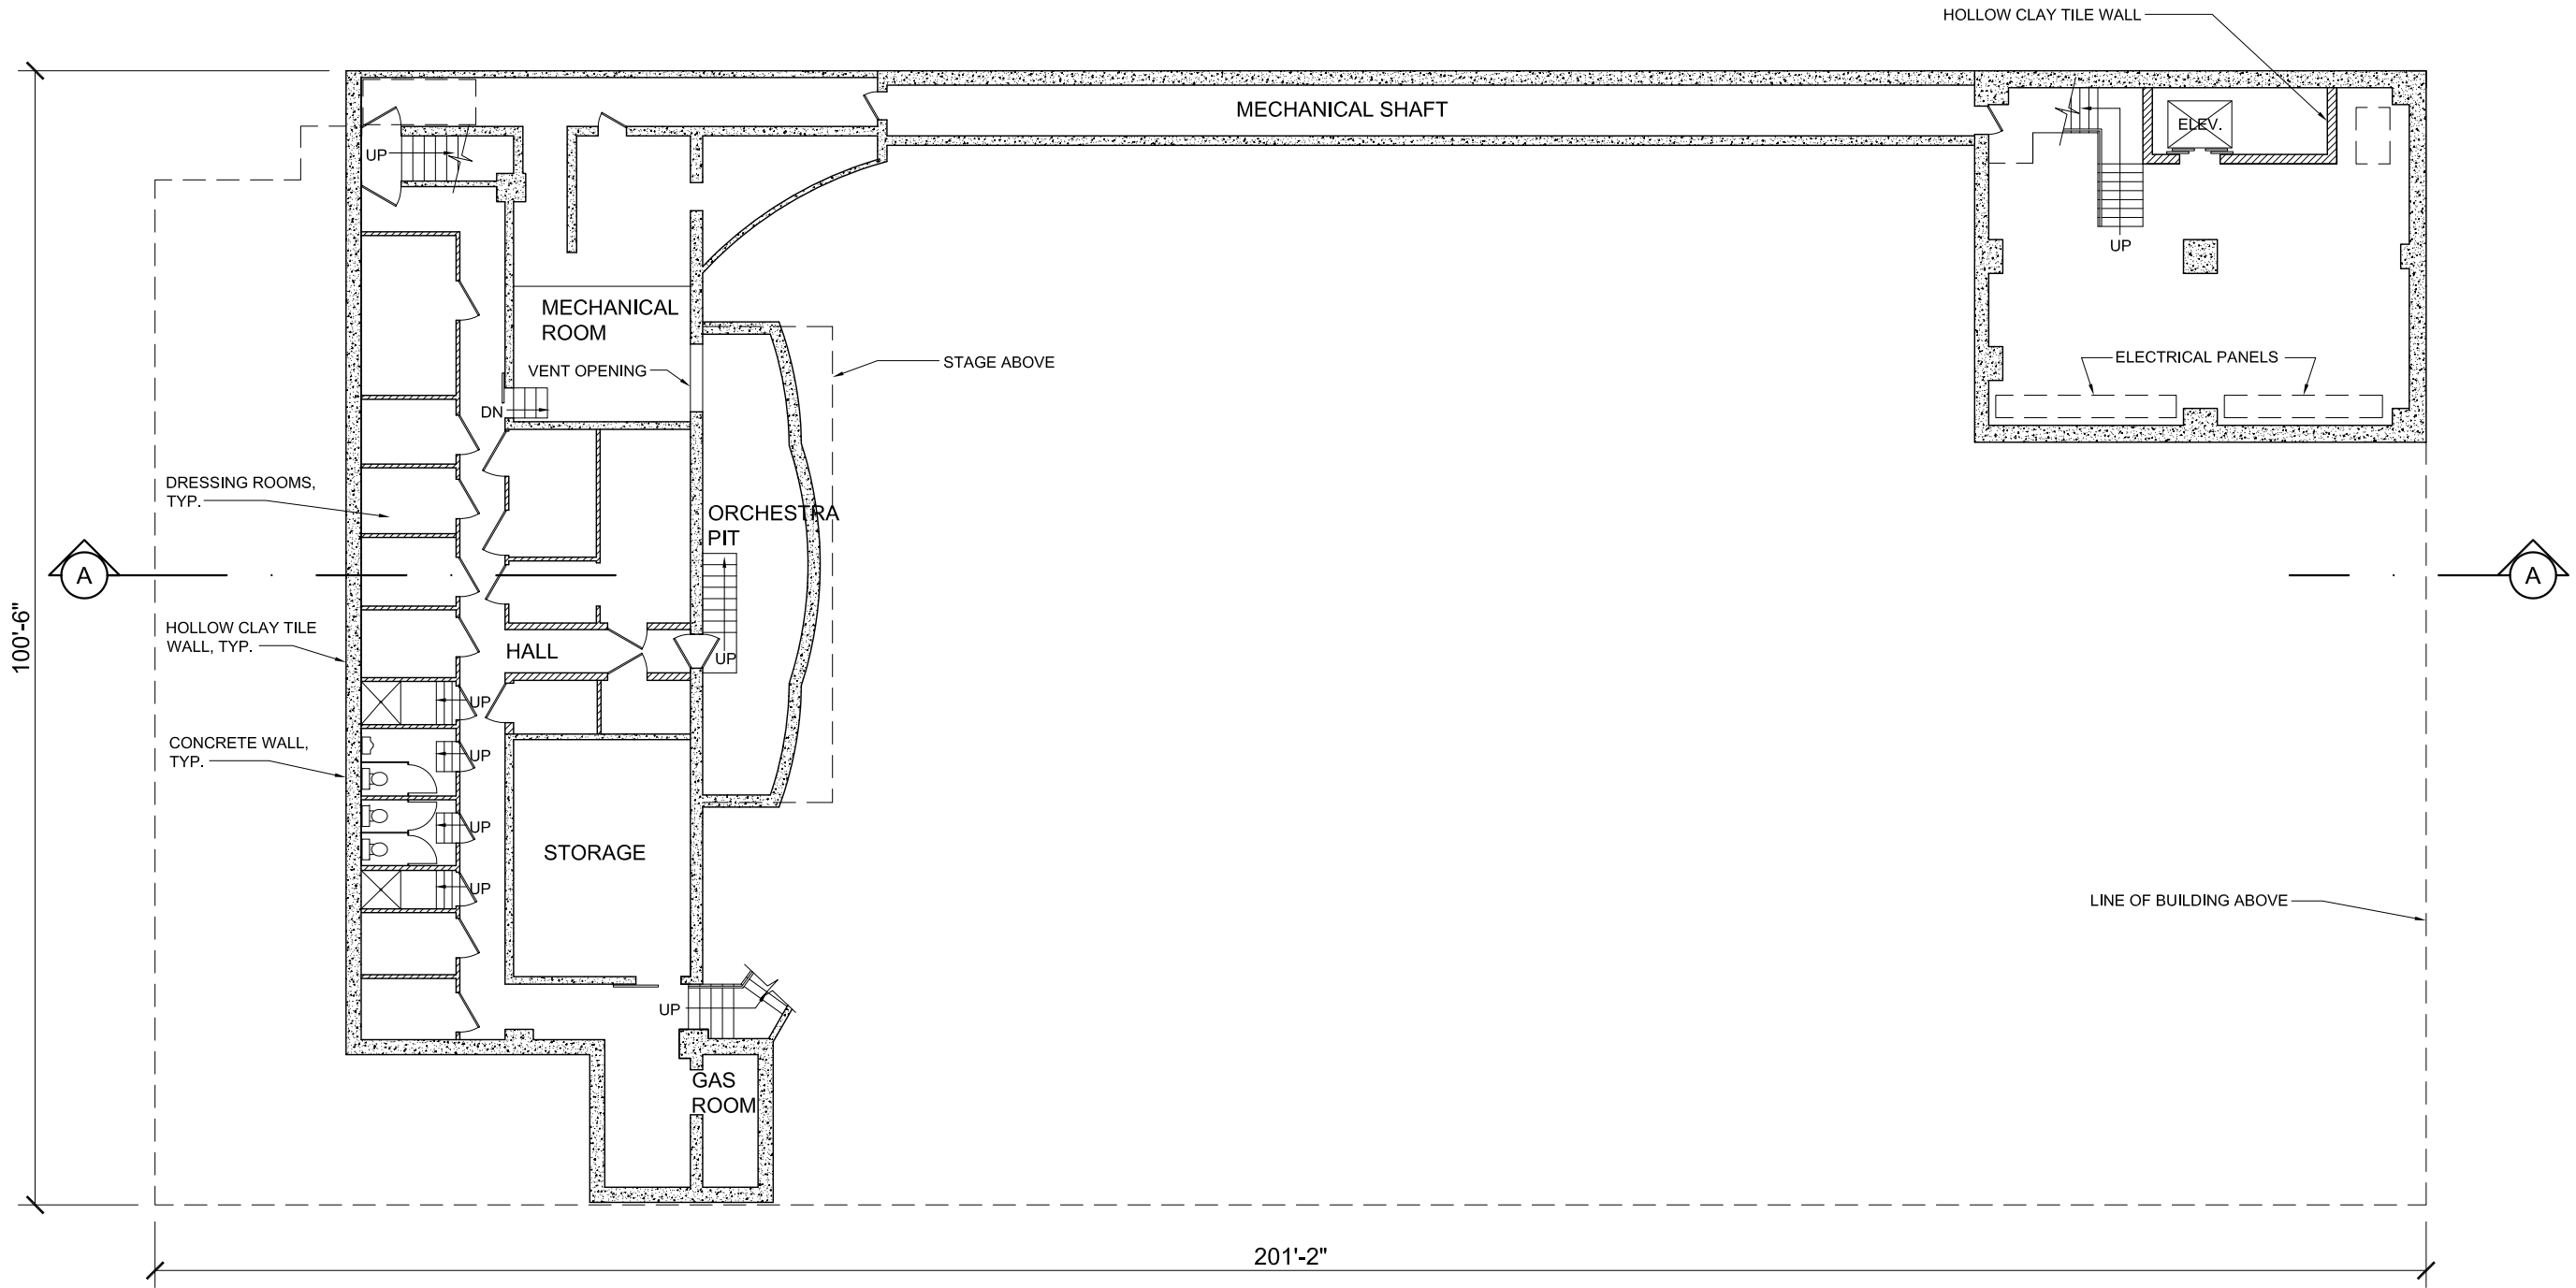 HOLLOW CLAY TILE WALL
MECHANICAL SHAFT
ELEV.
UP
UP
MECHANICAL
ROOM
VENT OPENING
STAGE ABOVE
ELECTRICAL PANELS
DN
DRESSING ROOMS,
TYP.
ORCHESTRA
PIT
A
A
100'-6"
HOLLOW CLAY TILE
WALL, TYP.
HALL
UP
UP
CONCRETE WALL,
TYP.
UP
UP
STORAGE
UP
LINE OF BUILDING ABOVE
UP
GAS
ROOM
201'-2"